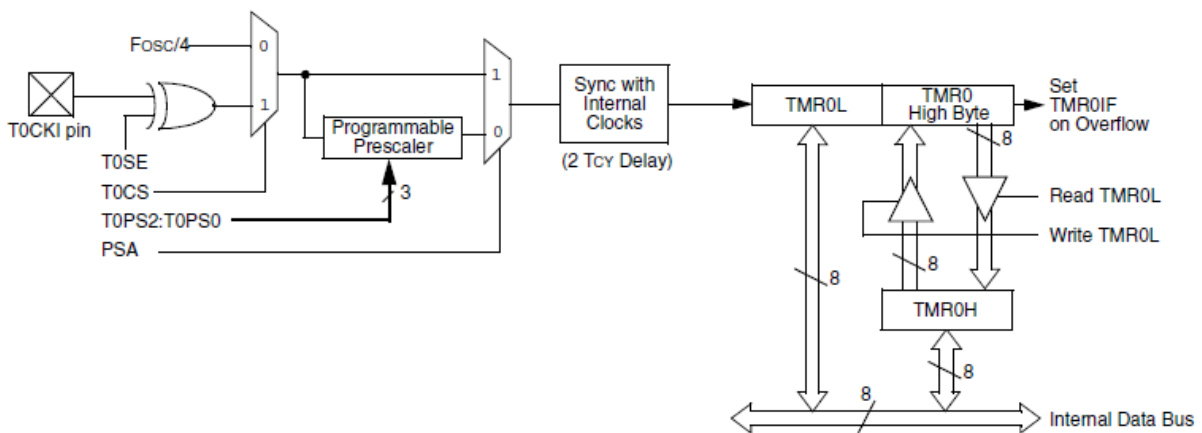 FOSC/4
0
1
T0CKI pin
T0SE
T0CS
T0PS2:T0PS0
PSA
Programmable
Prescaler
3
1
0
Sync with
Internal
Clocks
(2 TCY Delay)
TMR0L
TMR0
High Byte
Set
TMR0IF
on Overflow
8
Read TMR0L
Write TMR0L
8
8
TMR0H
8
8
Internal Data Bus